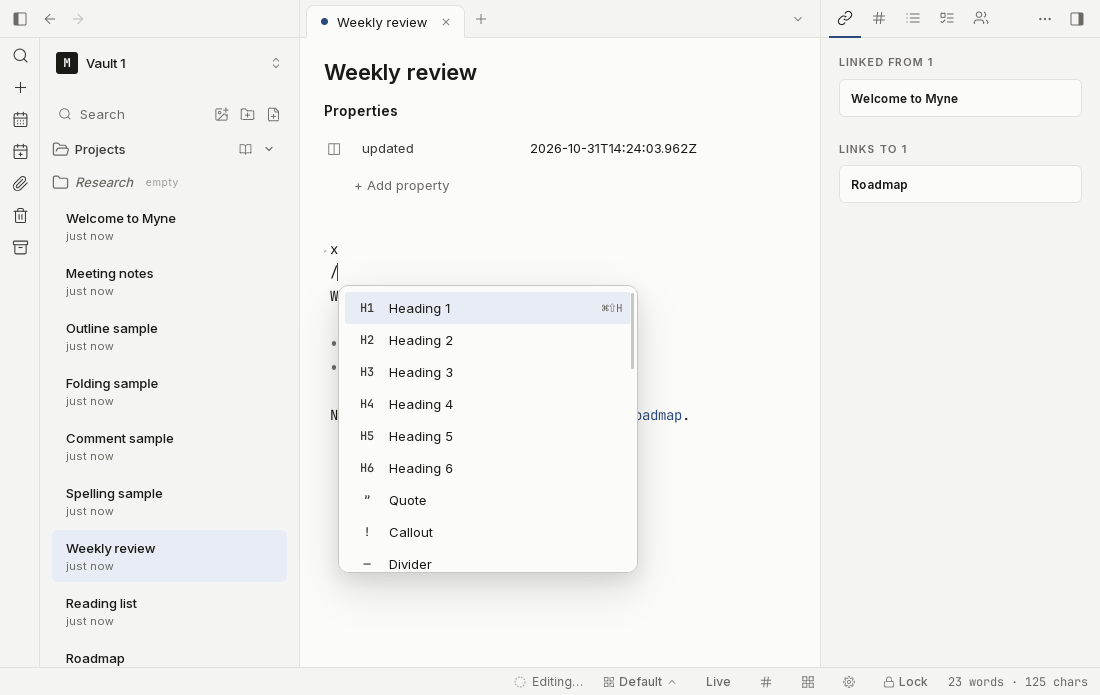 Weekly review
M Vault 1
Search
Projects
Research empty
Welcome to Myne
just now
Meeting notes
just now
Outline sample
just now
Folding sample
just now
Comment sample
just now
Spelling sample
just now
Weekly review
just now
Reading list
just now
Roadmap
Weekly review
Properties
updated 2026-10-31T14:24:03.962Z
+ Add property
x
/
H1 Heading 1 ⌘⇧H
H2 Heading 2
H3 Heading 3
H4 Heading 4
H5 Heading 5
H6 Heading 6
" Quote
! Callout
— Divider
N oadmap.
LINKED FROM 1
Welcome to Myne
LINKS TO 1
Roadmap
Editing… Default Live Lock 23 words · 125 chars